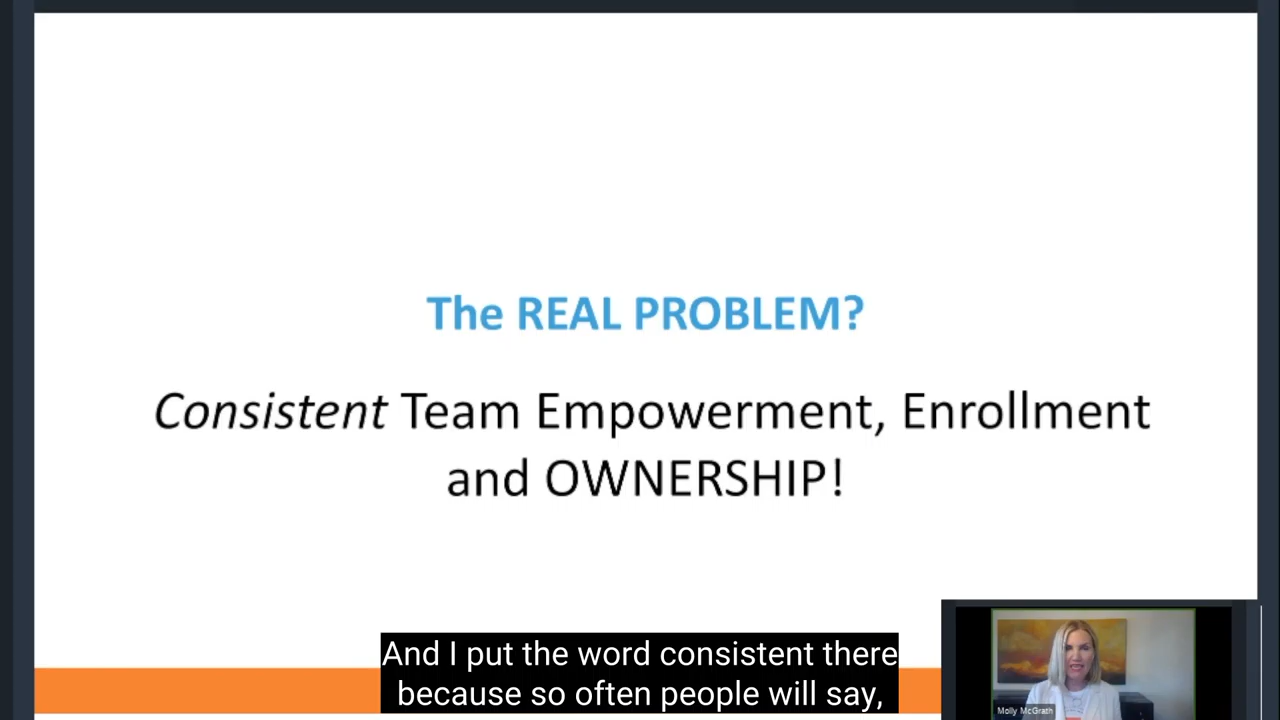 The REAL PROBLEM?
Consistent Team Empowerment, Enrollment
and OWNERSHIP!
And I put the word consistent there
because so often people will say,
Molly McGrath